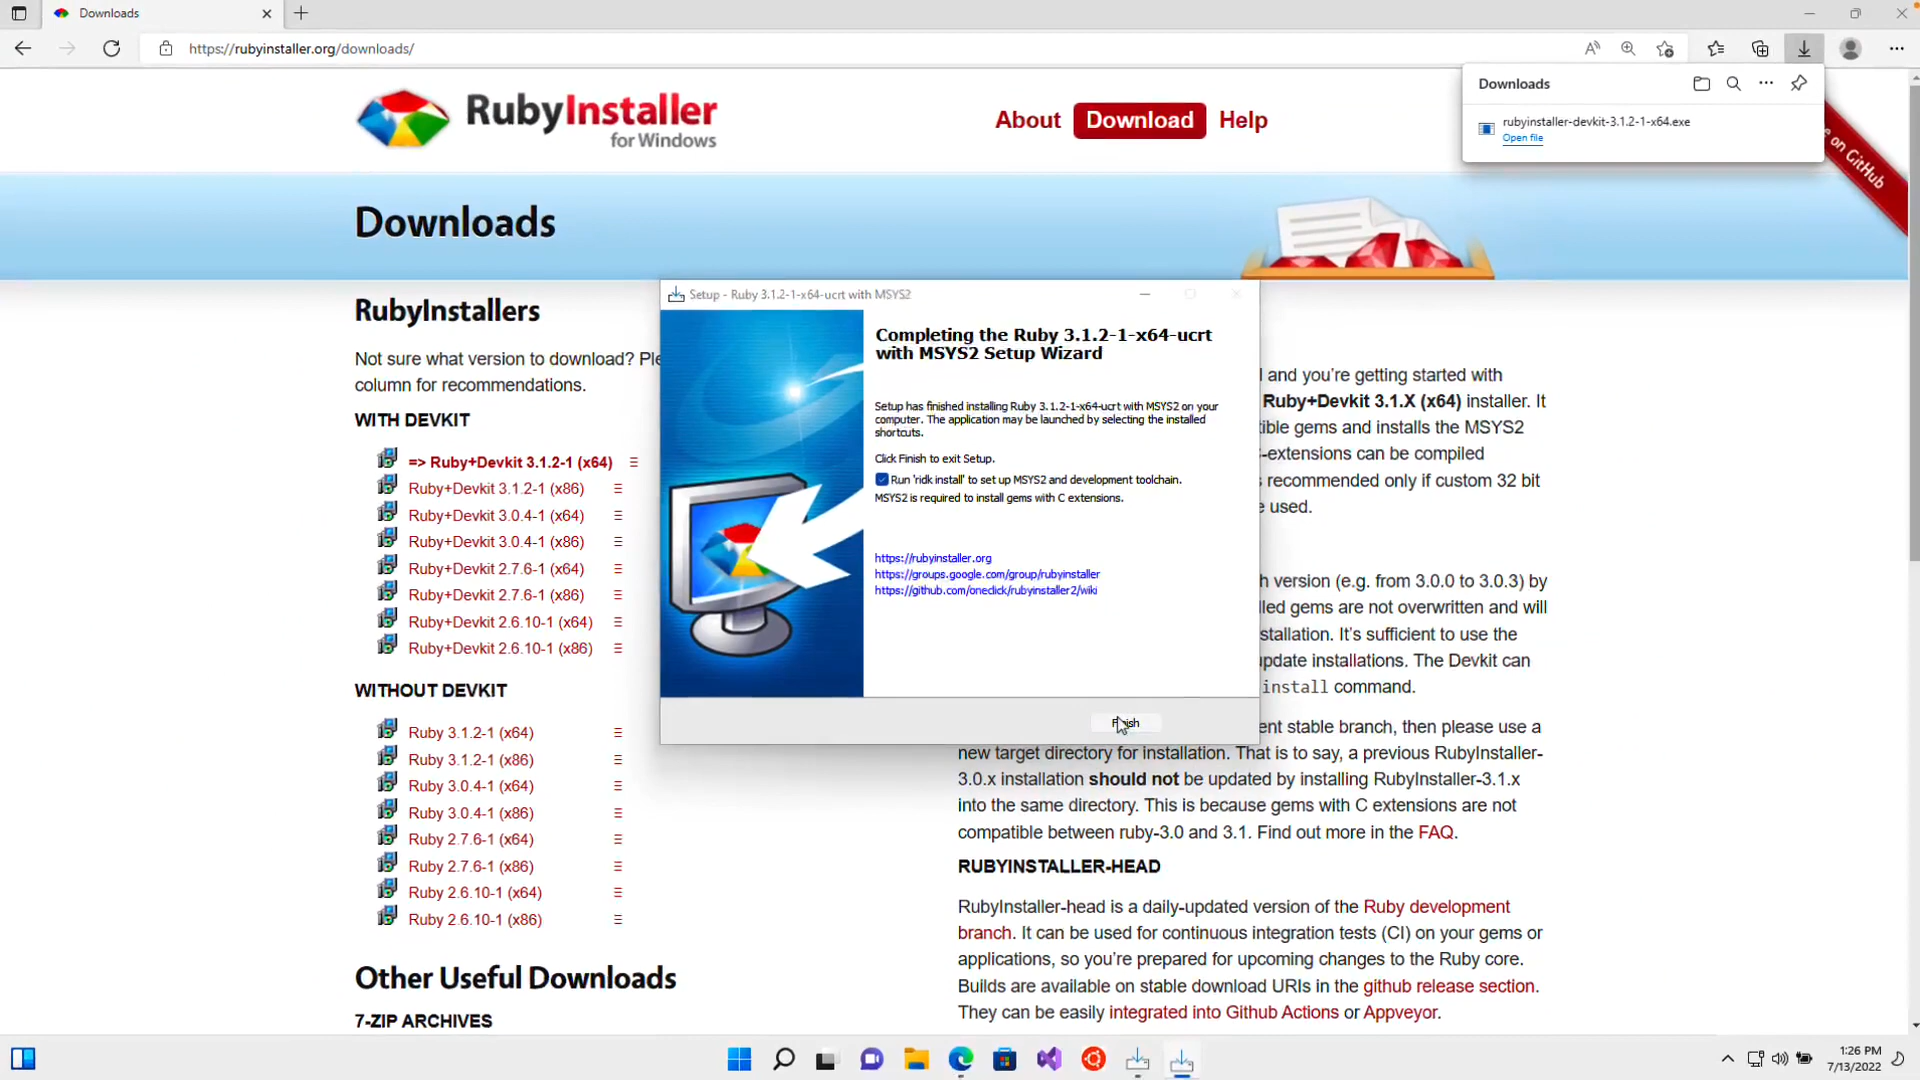 Downloads
https://rubyinstaller.org/downloads/
Downloads
rubyinstaller-devkit-3.1.2-1-x64.exe
Open file
RubyInstaller
for Windows
About
Download
Help
e on GitHub
Downloads
RubyInstallers
Not sure what version to download? Ple
column for recommendations.
WITH DEVKIT
=> Ruby+Devkit 3.1.2-1 (x64)
Ruby+Devkit 3.1.2-1 (x86)
Ruby+Devkit 3.0.4-1 (x64)
Ruby+Devkit 3.0.4-1 (x86)
Ruby+Devkit 2.7.6-1 (x64)
Ruby+Devkit 2.7.6-1 (x86)
Ruby+Devkit 2.6.10-1 (x64)
Ruby+Devkit 2.6.10-1 (x86)
WITHOUT DEVKIT
Ruby 3.1.2-1 (x64)
Ruby 3.1.2-1 (x86)
Ruby 3.0.4-1 (x64)
Ruby 3.0.4-1 (x86)
Ruby 2.7.6-1 (x64)
Ruby 2.7.6-1 (x86)
Ruby 2.6.10-1 (x64)
Ruby 2.6.10-1 (x86)
Other Useful Downloads
7-ZIP ARCHIVES
Setup - Ruby 3.1.2-1-x64-ucrt with MSYS2
Completing the Ruby 3.1.2-1-x64-ucrt
with MSYS2 Setup Wizard
Setup has finished installing Ruby 3.1.2-1-x64-ucrt with MSYS2 on your
computer. The application may be launched by selecting the installed
shortcuts.
Click Finish to exit Setup.
Run 'ridk install' to set up MSYS2 and development toolchain.
MSYS2 is required to install gems with C extensions.
https://rubyinstaller.org
https://groups.google.com/group/rubyinstaller
https://github.com/oneclick/rubyinstaller2/wiki
Finish
l and you're getting started with
Ruby+Devkit 3.1.X (x64) installer. It
ible gems and installs the MSYS2
C-extensions can be compiled
s recommended only if custom 32 bit
e used.
h version (e.g. from 3.0.0 to 3.0.3) by
lled gems are not overwritten and will
stallation. It's sufficient to use the
update installations. The Devkit can
install command.
ent stable branch, then please use a
new target directory for installation. That is to say, a previous RubyInstaller-
3.0.x installation should not be updated by installing RubyInstaller-3.1.x
into the same directory. This is because gems with C extensions are not
compatible between ruby-3.0 and 3.1. Find out more in the FAQ.
RUBYINSTALLER-HEAD
RubyInstaller-head is a daily-updated version of the Ruby development
branch. It can be used for continuous integration tests (CI) on your gems or
applications, so you're prepared for upcoming changes to the Ruby core.
Builds are available on stable download URIs in the github release section.
They can be easily integrated into Github Actions or Appveyor.
1:26 PM
7/13/2022